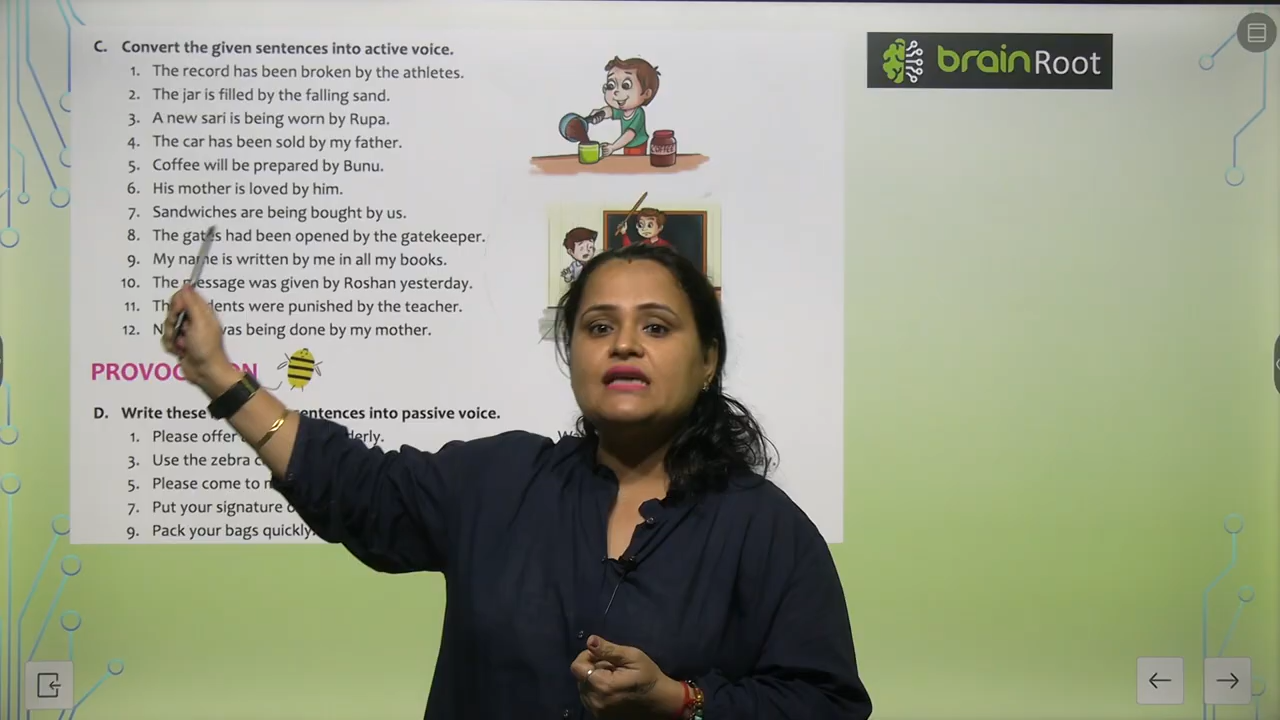 C. Convert the given sentences into active voice.
1. The record has been broken by the athletes.
2. The jar is filled by the falling sand.
3. A new sari is being worn by Rupa.
4. The car has been sold by my father.
5. Coffee will be prepared by Bunu.
6. His mother is loved by him.
7. Sandwiches are being bought by us.
8. The gates had been opened by the gatekeeper.
9. My name is written by me in all my books.
10. The message was given by Roshan yesterday.
11. were punished by the teacher.
12. was being done by my mother.
D. Write these sentences into passive voice.
1. Please offer
3. Use the zebra
5. Please come to
7. Put your signature
9. Pack your bags quickly.
COFFEE
brainRoot